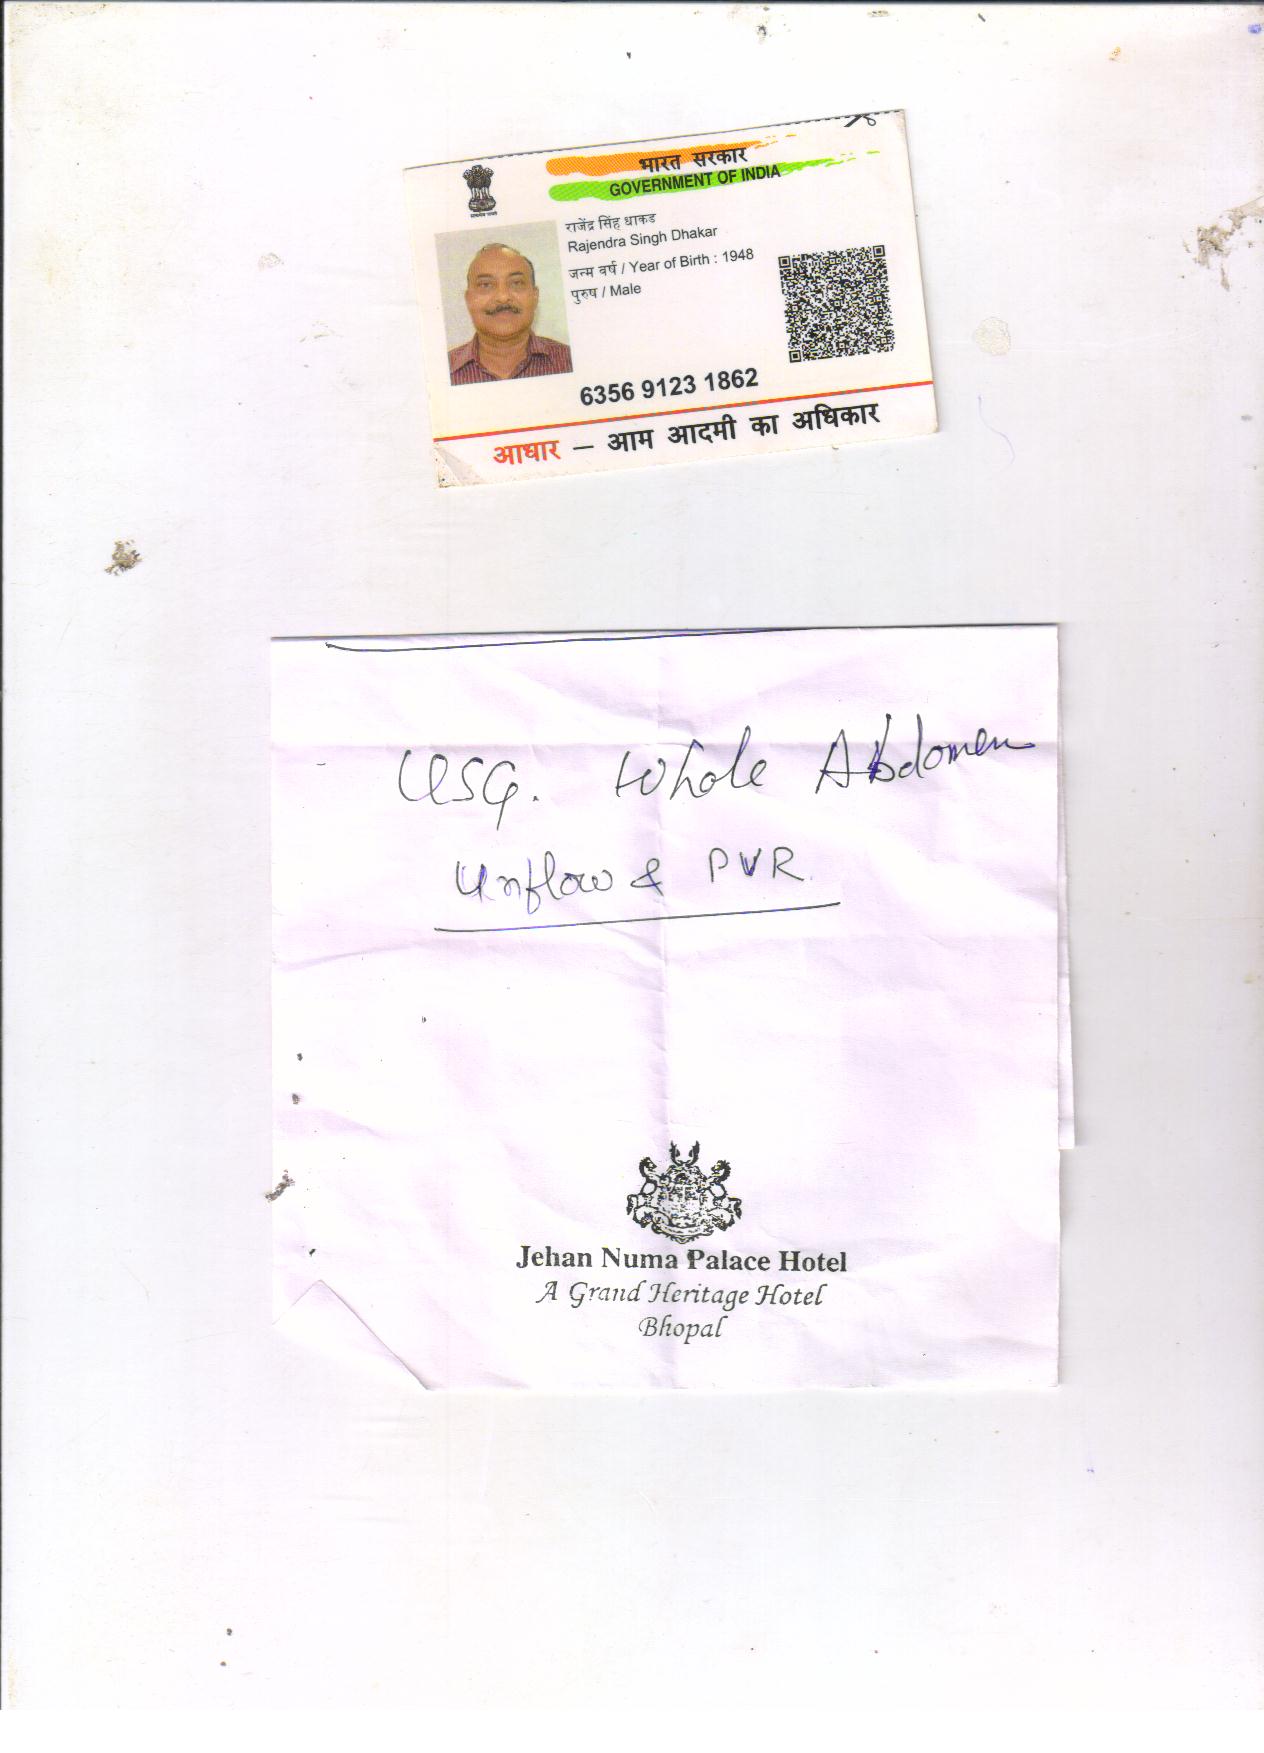 भारत सरकार
GOVERNMENT OF INDIA
राजेंद्र सिंह धाकड
Rajendra Singh Dhakar
जन्म वर्ष / Year of Birth : 1948
पुरुष / Male
6356 9123 1862
आधार – आम आदमी का अधिकार
USG. Whole Abdomen
Uroflow & PVR
Jehan Numa Palace Hotel
A Grand Heritage Hotel
Bhopal